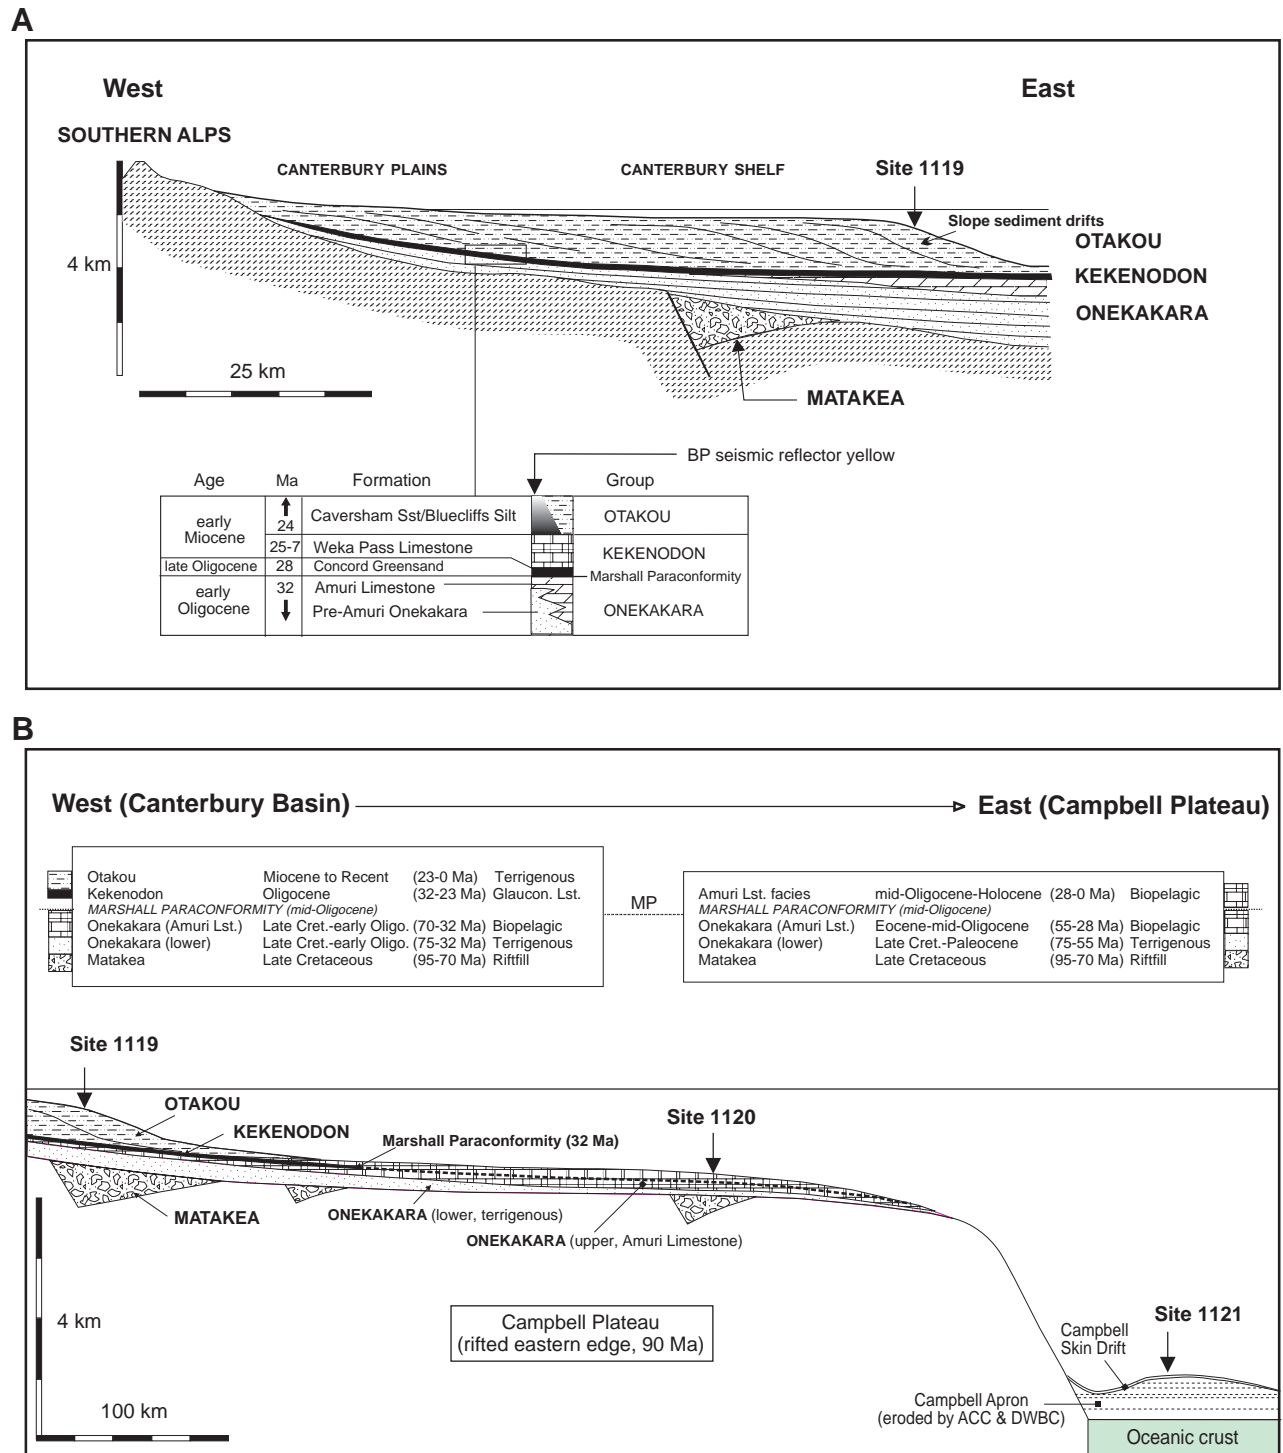 A
West
East
SOUTHERN ALPS
CANTERBURY PLAINS
CANTERBURY SHELF
Site 1119
Slope sediment drifts
OTAKOU
4 km
KEKENODON
ONEKAKARA
25 km
MATAKEA
BP seismic reflector yellow
Age Ma Formation Group
early Miocene 24 Caversham Sst/Bluecliffs Silt OTAKOU
25-7 Weka Pass Limestone KEKENODON
late Oligocene 28 Concord Greensand
Marshall Paraconformity
early Oligocene 32 Amuri Limestone
Pre-Amuri Onekakara ONEKAKARA
B
West (Canterbury Basin) East (Campbell Plateau)
Otakou Miocene to Recent (23-0 Ma) Terrigenous
Kekenodon Oligocene (32-23 Ma) Glaucon. Lst.
MARSHALL PARACONFORMITY (mid-Oligocene)
Onekakara (Amuri Lst.) Late Cret.-early Oligo. (70-32 Ma) Biopelagic
Onekakara (lower) Late Cret.-early Oligo. (75-32 Ma) Terrigenous
Matakea Late Cretaceous (95-70 Ma) Riftfill
MP
Amuri Lst. facies mid-Oligocene-Holocene (28-0 Ma) Biopelagic
MARSHALL PARACONFORMITY (mid-Oligocene)
Onekakara (Amuri Lst.) Eocene-mid-Oligocene (55-28 Ma) Biopelagic
Onekakara (lower) Late Cret.-Paleocene (75-55 Ma) Terrigenous
Matakea Late Cretaceous (95-70 Ma) Riftfill
Site 1119
OTAKOU
KEKENODON
Marshall Paraconformity (32 Ma)
Site 1120
MATAKEA
ONEKAKARA (lower, terrigenous)
ONEKAKARA (upper, Amuri Limestone)
4 km
Campbell Plateau
(rifted eastern edge, 90 Ma)
Site 1121
Campbell
Skin Drift
Campbell Apron
(eroded by ACC & DWBC)
100 km
Oceanic crust